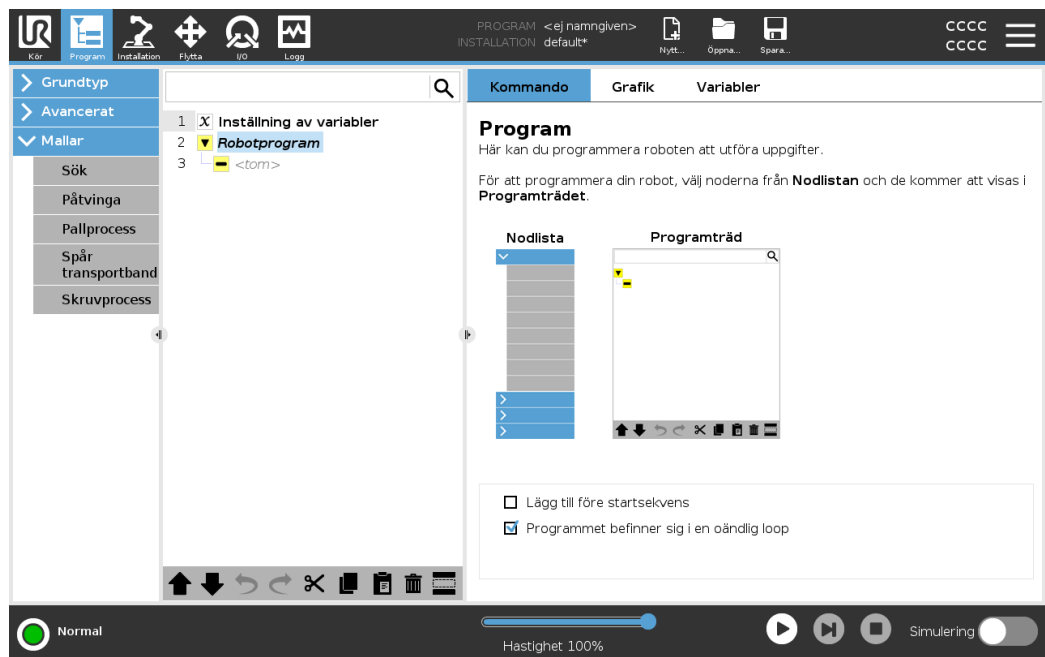 PROGRAM <ej namngiven>
INSTALLATION default*
CCCC
CCCC
Kör
Program
Installation
Flytta
I/O
Logg
Nytt...
Öppna...
Spara...
Grundtyp
Avancerat
Mallar
Sök
Påtvinga
Pallprocess
Spår
transportband
Skruvprocess
1 X Inställning av variabler
2 Robotprogram
3 <tom>
Kommando Grafik Variabler
Program
Här kan du programmera roboten att utföra uppgifter.
För att programmera din robot, välj noderna från Nodlistan och de kommer att visas i
Programträdet.
Nodlista
Programträd
Lägg till före startsekvens
Programmet befinner sig i en oändlig loop
Normal
Hastighet 100%
Simulering